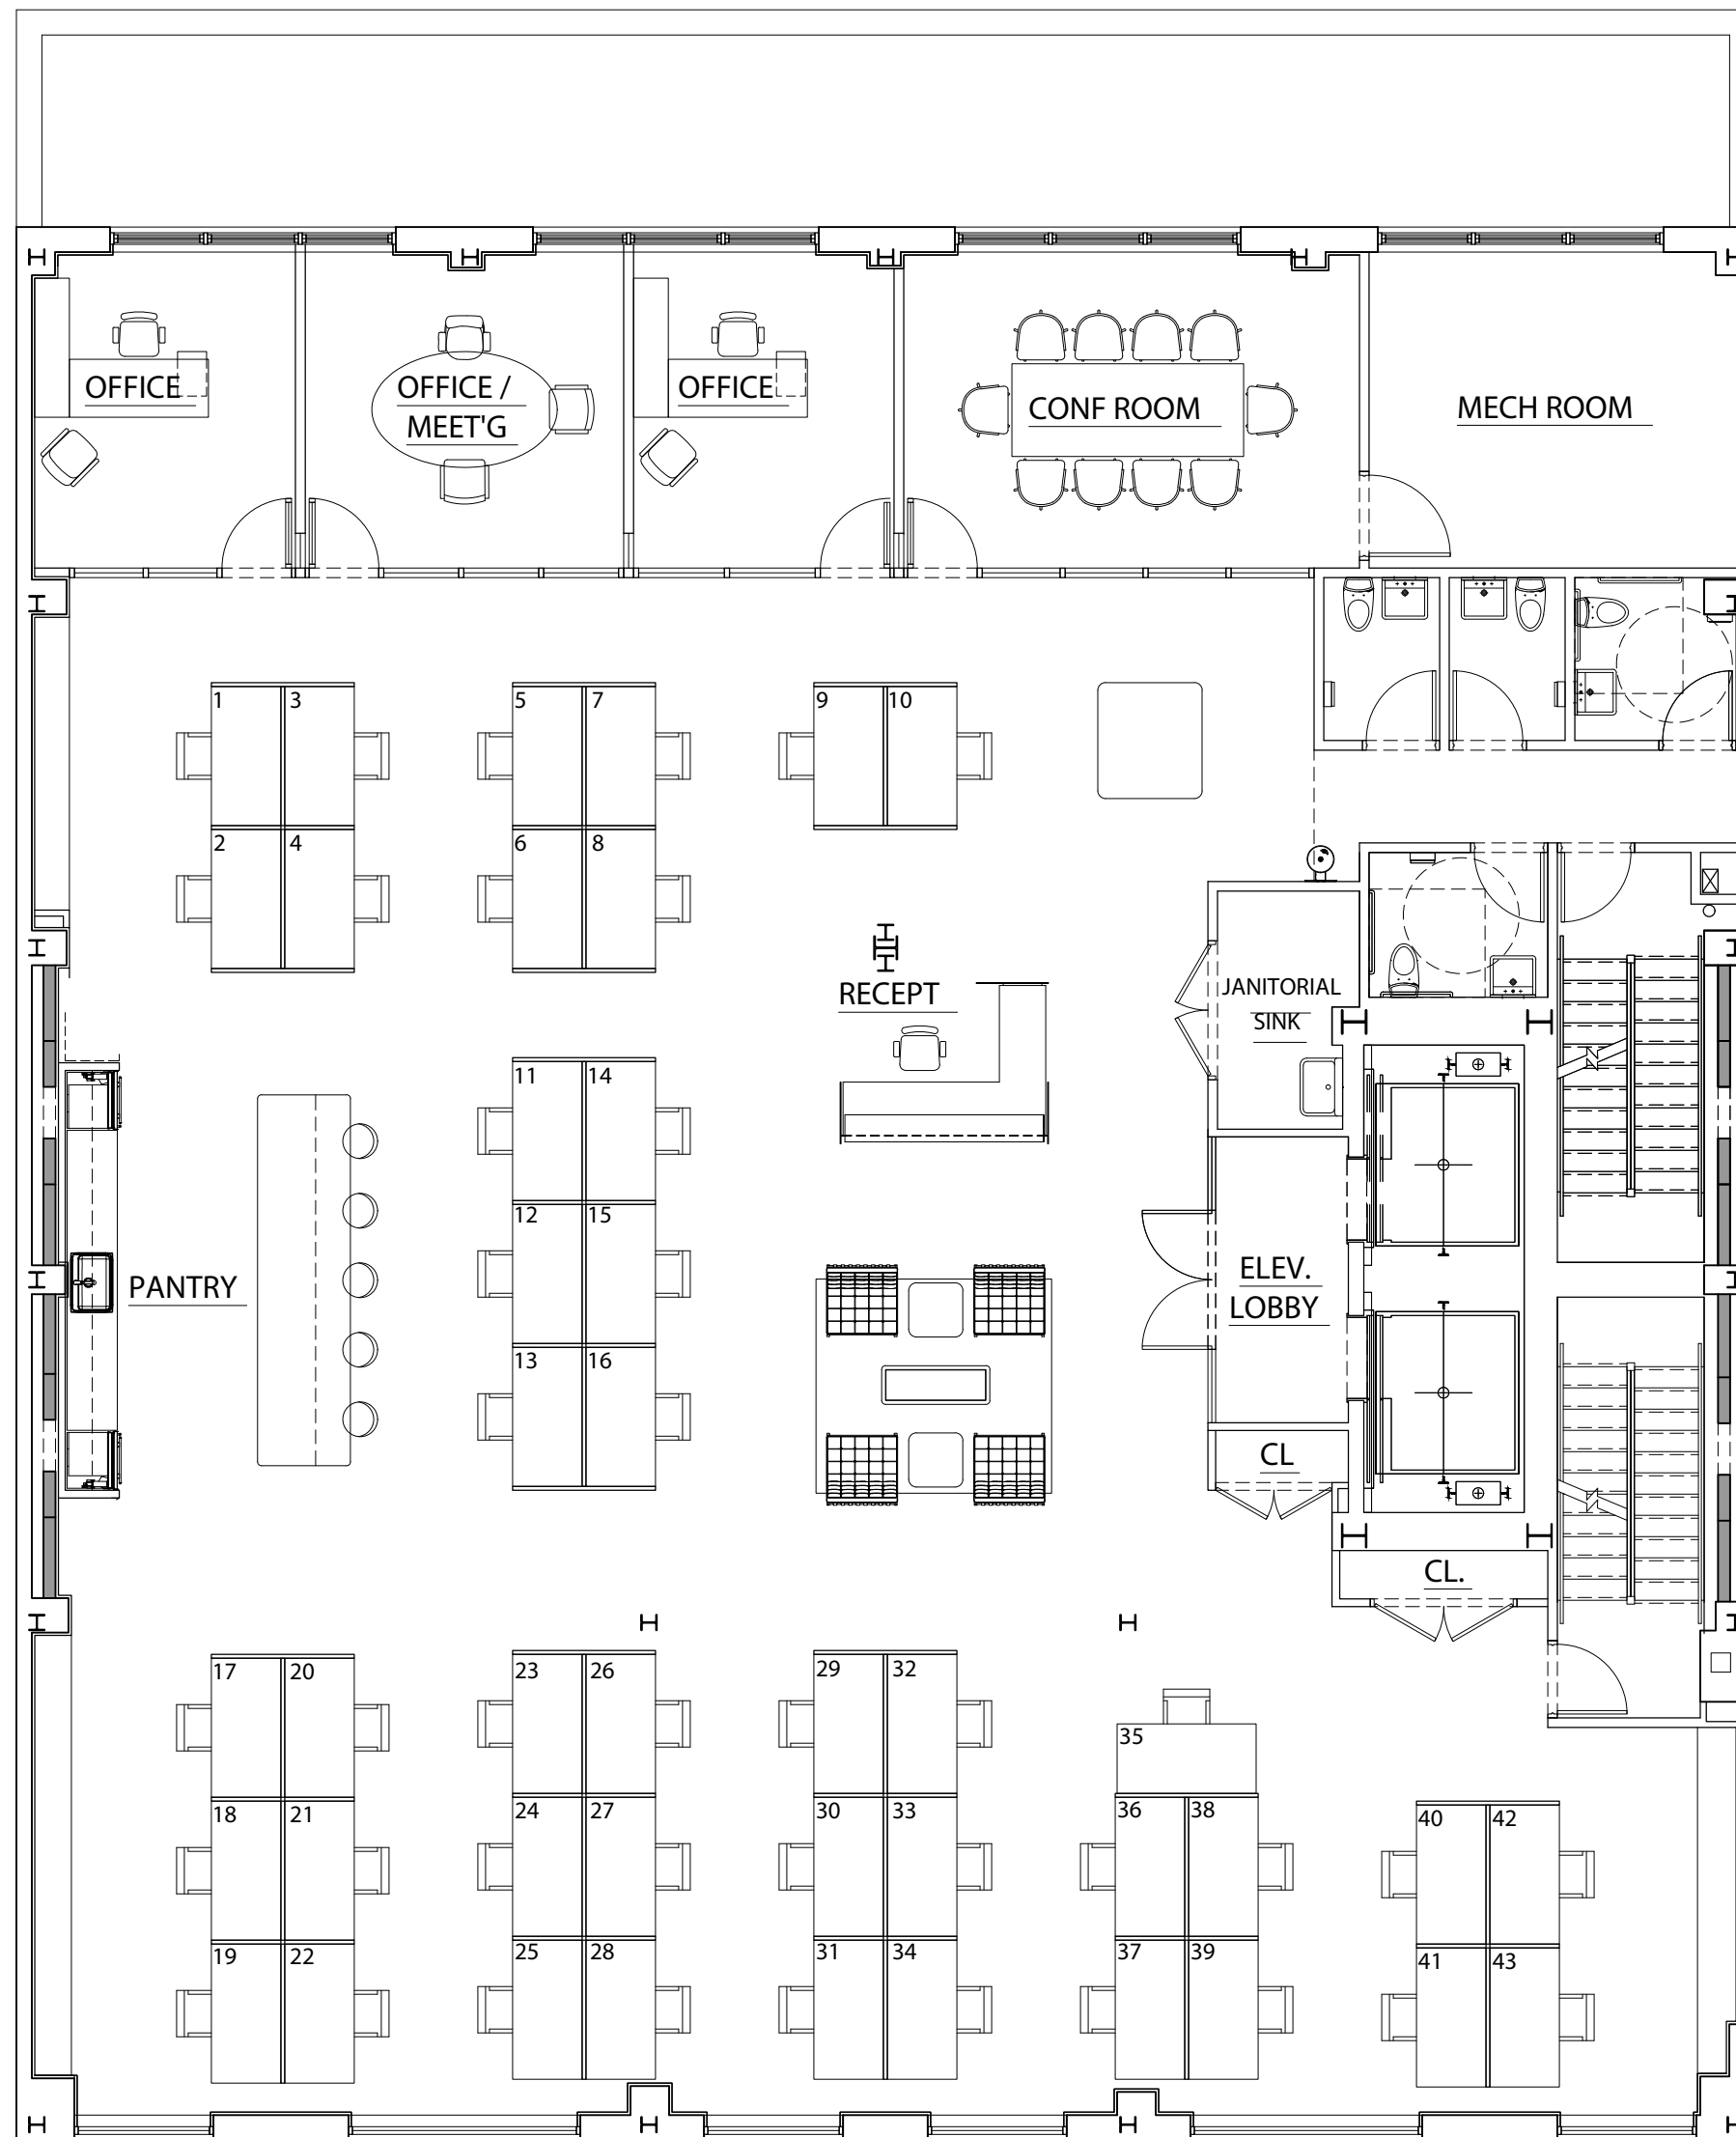 OFFICE
OFFICE /
MEET'G
OFFICE
CONF ROOM
MECH ROOM
1 3
5 7
9 10
2 4
6 8
RECEPT
JANITORIAL
SINK
11 14
12 15
13 16
PANTRY
ELEV.
LOBBY
CL
CL.
17 20
23 26
29 32
35
18 21
24 27
30 33
36 38
40 42
19 22
25 28
31 34
37 39
41 43